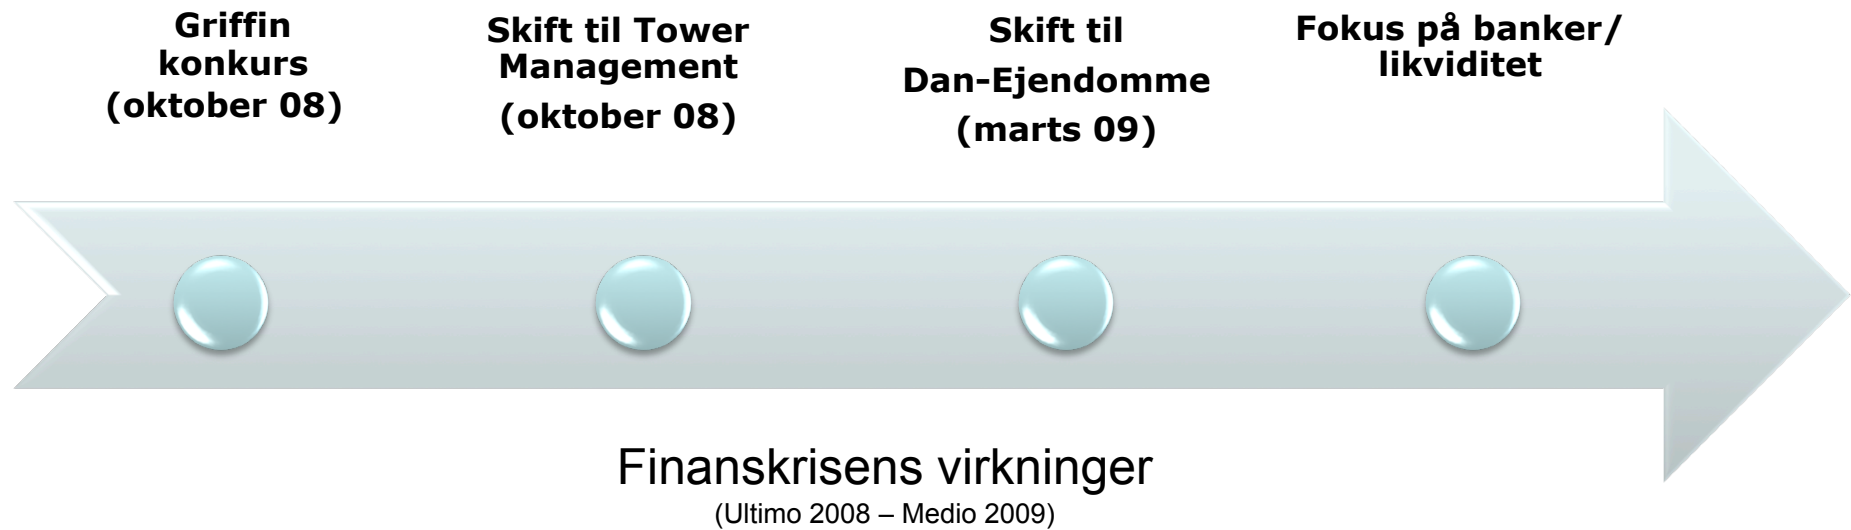 Griffin
konkurs
(oktober 08)
Skift til Tower
Management
(oktober 08)
Skift til
Dan-Ejendomme
(marts 09)
Fokus på banker/
likviditet
Finanskrisens virkninger
(Ultimo 2008 – Medio 2009)